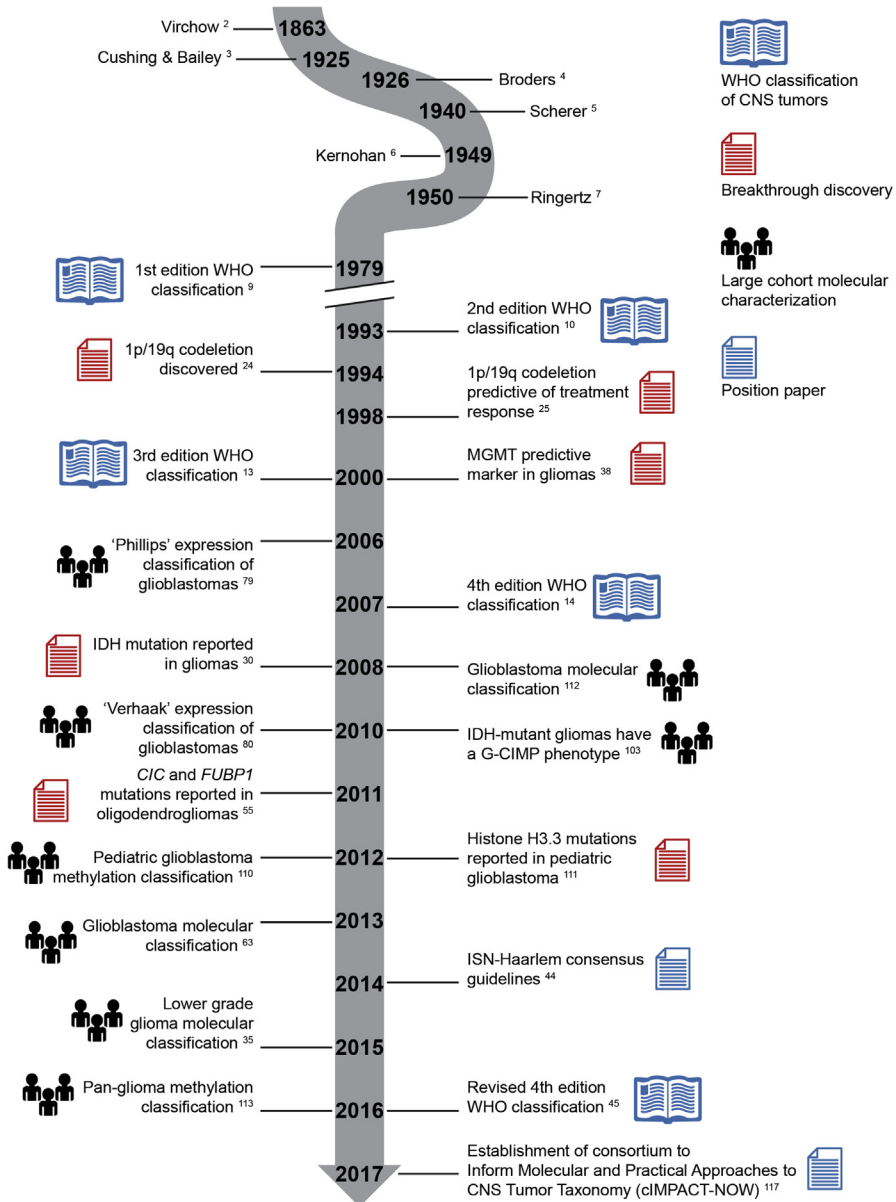 Virchow 2
1863
Cushing & Bailey 3
1925
1926
Broders 4
1940
Scherer 5
Kernohan 6
1949
1950
Ringertz 7
1st edition WHO
classification 9
1979
2nd edition WHO
classification 10
1993
1p/19q codeletion
discovered 24
1994
1p/19q codeletion
predictive of treatment
response 25
1998
3rd edition WHO
classification 13
2000
MGMT predictive
marker in gliomas 38
'Phillips' expression
classification of
glioblastomas 79
2006
2007
4th edition WHO
classification 14
IDH mutation reported
in gliomas 30
2008
Glioblastoma molecular
classification 112
'Verhaak' expression
classification of
glioblastomas 80
2010
IDH-mutant gliomas have
a G-CIMP phenotype 103
CIC and FUBP1
mutations reported in
oligodendrogliomas 55
2011
Pediatric glioblastoma
methylation classification 110
2012
Histone H3.3 mutations
reported in pediatric
glioblastoma 111
Glioblastoma molecular
classification 63
2013
2014
ISN-Haarlem consensus
guidelines 44
Lower grade
glioma molecular
classification 35
2015
Pan-glioma methylation
classification 113
2016
Revised 4th edition
WHO classification 45
2017
Establishment of consortium to
Inform Molecular and Practical Approaches to
CNS Tumor Taxonomy (cIMPACT-NOW) 117
WHO classification
of CNS tumors
Breakthrough discovery
Large cohort molecular
characterization
Position paper